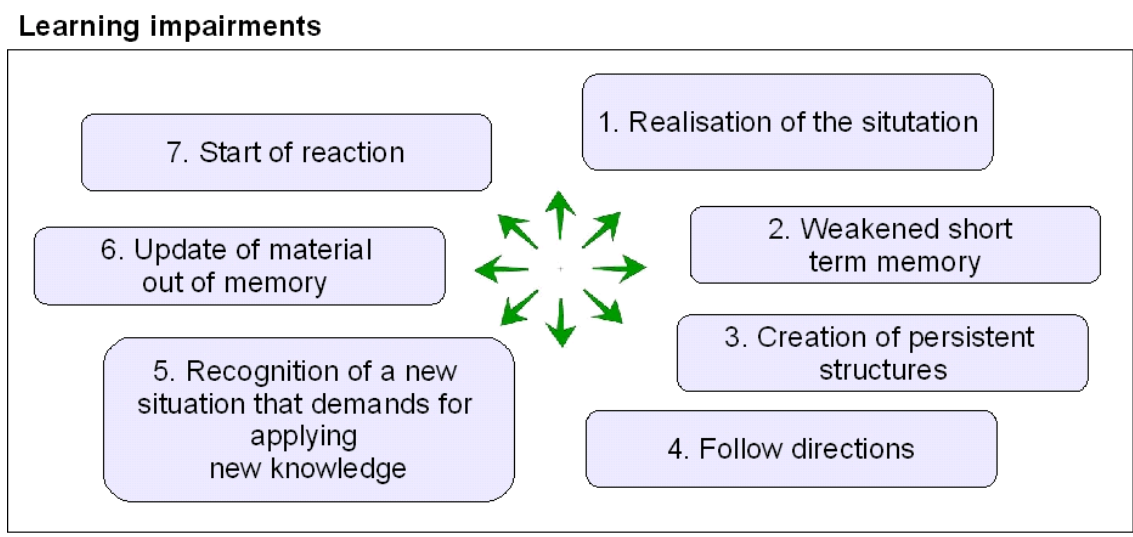 Learning impairments
1. Realisation of the situtation
2. Weakened short
term memory
3. Creation of persistent
structures
4. Follow directions
5. Recognition of a new
situation that demands for
applying
new knowledge
6. Update of material
out of memory
7. Start of reaction